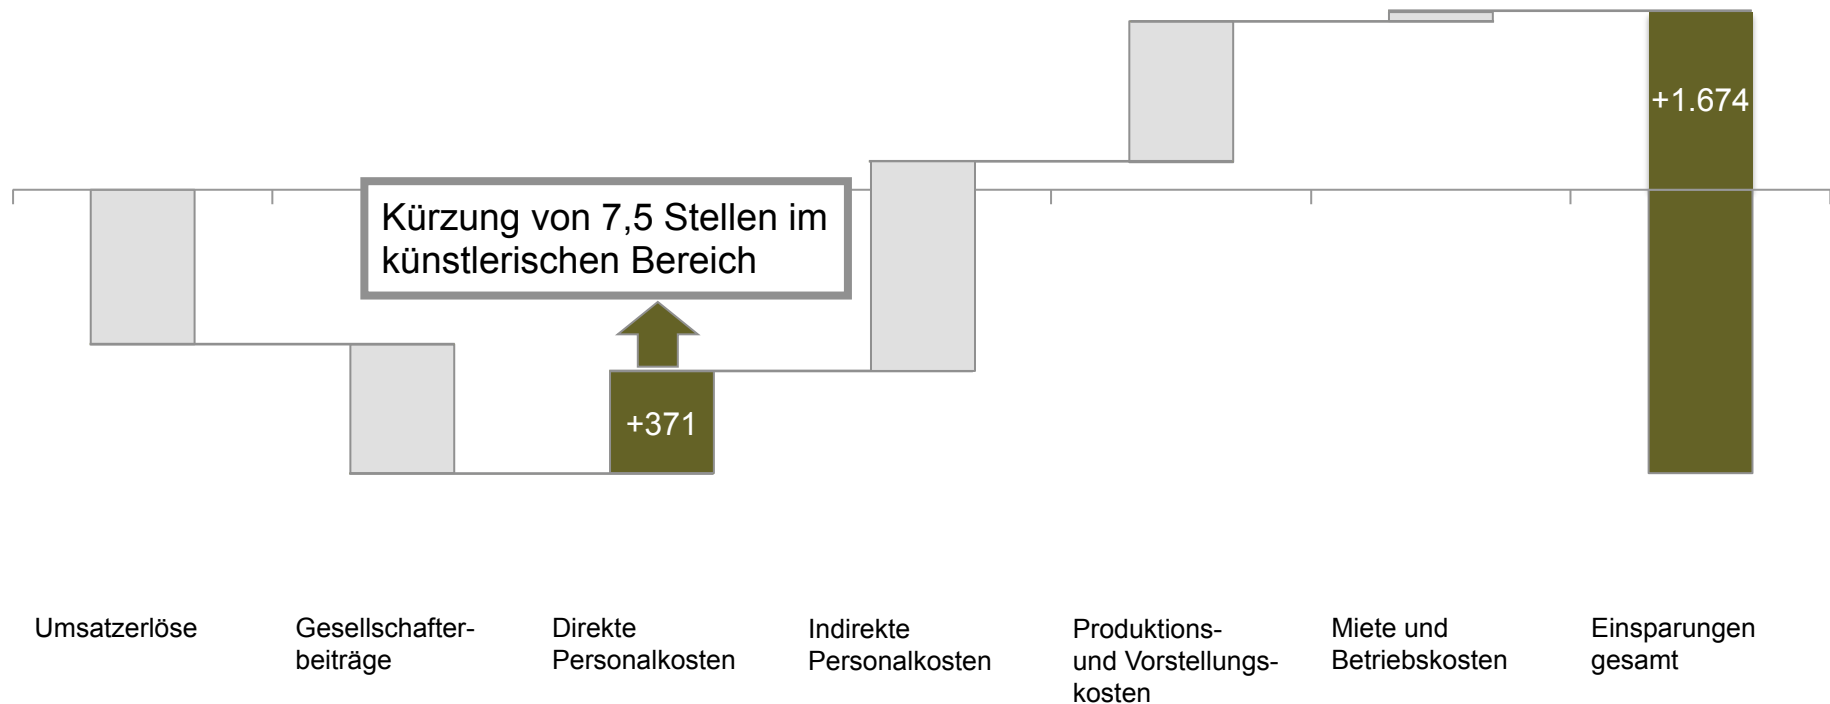 +1.674
Kürzung von 7,5 Stellen im
künstlerischen Bereich
+371
Umsatzerlöse
Gesellschafter-
beiträge
Direkte
Personalkosten
Indirekte
Personalkosten
Produktions-
und Vorstellungs-
kosten
Miete und
Betriebskosten
Einsparungen
gesamt